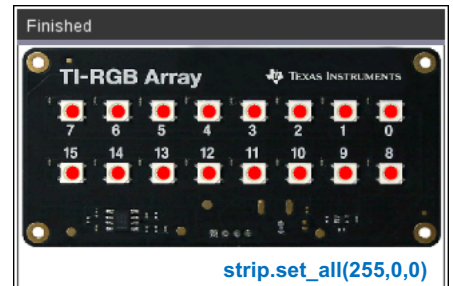 Finished
TI-RGB Array TEXAS INSTRUMENTS
7 6 5 4 3 2 1 0
15 14 13 12 11 10 9 8
strip.set_all(255,0,0)